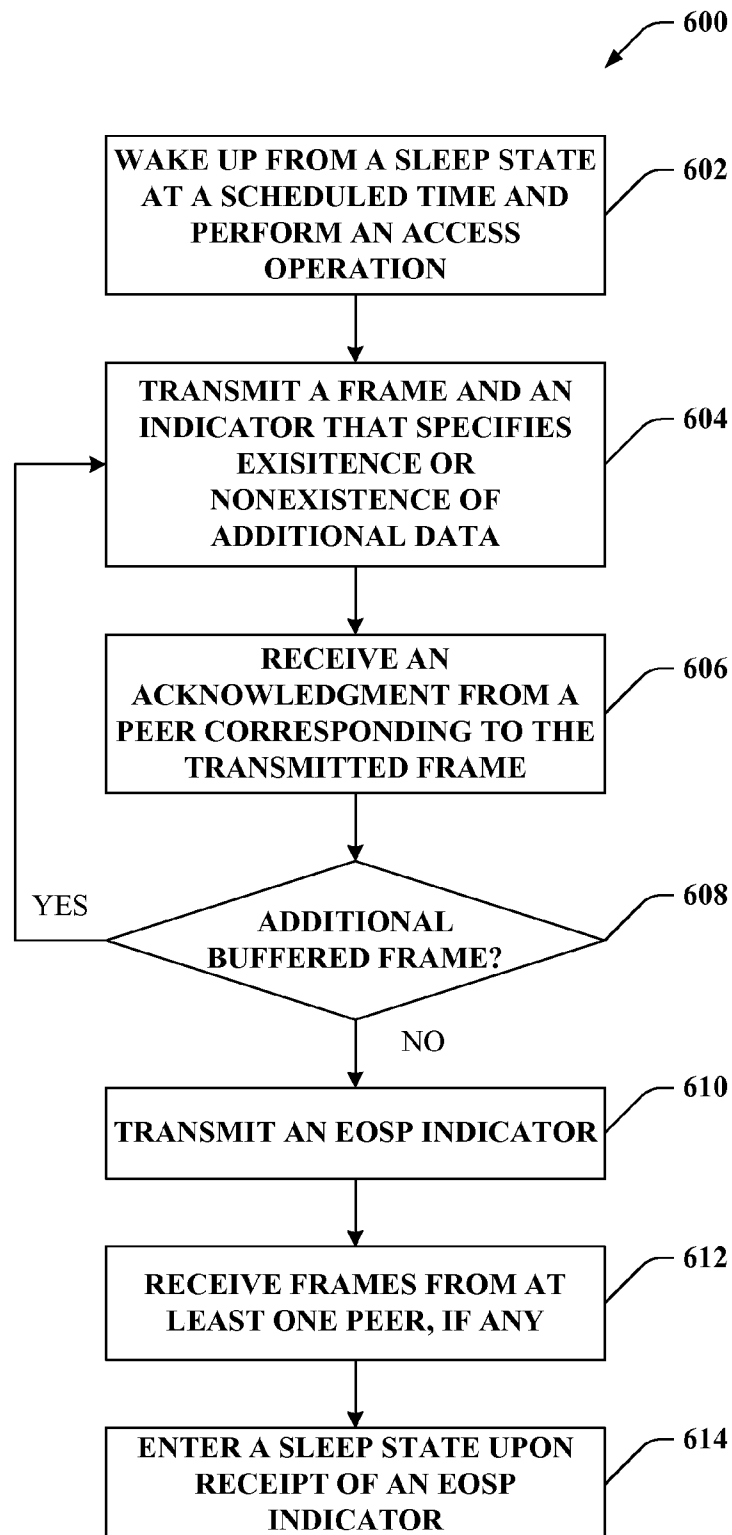 600
WAKE UP FROM A SLEEP STATE
AT A SCHEDULED TIME AND
PERFORM AN ACCESS
OPERATION
602
TRANSMIT A FRAME AND AN
INDICATOR THAT SPECIFIES
EXISITENCE OR
NONEXISTENCE OF
ADDITIONAL DATA
604
RECEIVE AN
ACKNOWLEDGMENT FROM A
PEER CORRESPONDING TO THE
TRANSMITTED FRAME
606
YES
ADDITIONAL
BUFFERED FRAME?
608
NO
TRANSMIT AN EOSP INDICATOR
610
RECEIVE FRAMES FROM AT
LEAST ONE PEER, IF ANY
612
ENTER A SLEEP STATE UPON
RECEIPT OF AN EOSP
INDICATOR
614